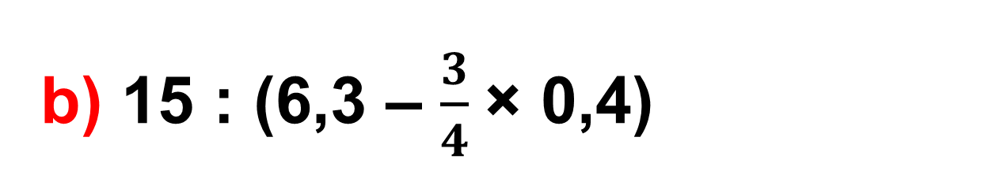 b) 15 : (6,3 – 3/4 × 0,4)